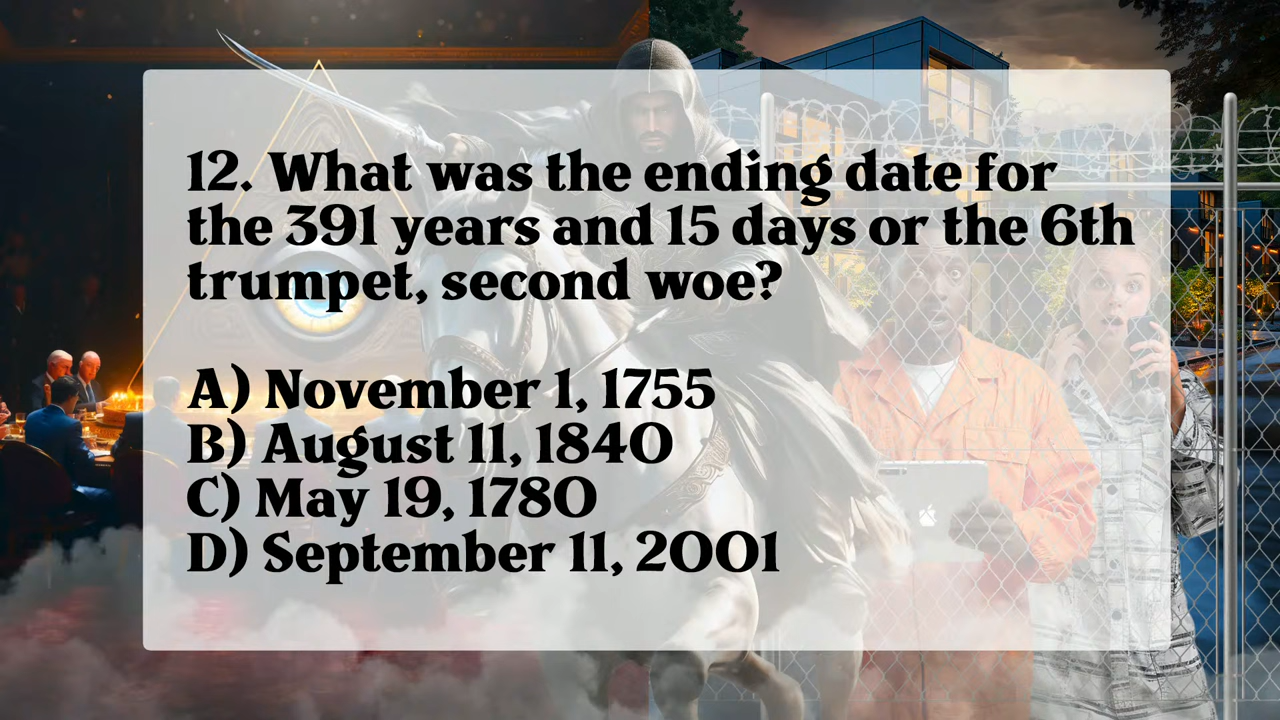 12. What was the ending date for
the 391 years and 15 days or the 6th
trumpet, second woe?
A) November 1, 1755
B) August 11, 1840
C) May 19, 1780
D) September 11, 2001